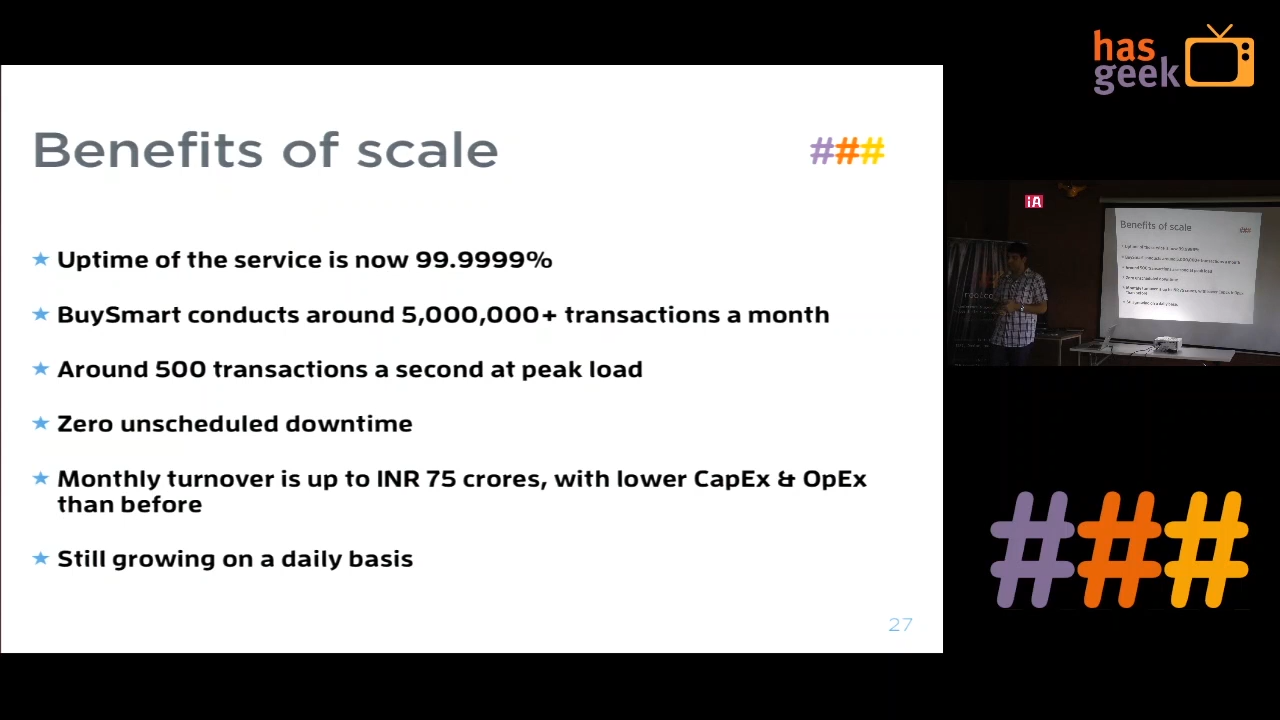 has
geek
Benefits of scale
###
★ Uptime of the service is now 99.9999%
★ BuySmart conducts around 5,000,000+ transactions a month
★ Around 500 transactions a second at peak load
★ Zero unscheduled downtime
★ Monthly turnover is up to INR 75 crores, with lower CapEx & OpEx
than before
★ Still growing on a daily basis
27
iA
Benefits of scale
###